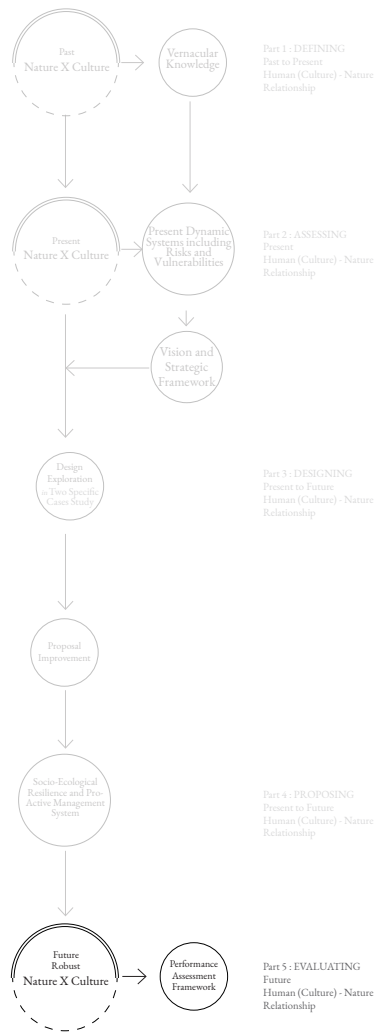 Past
Nature X Culture
Vernacular
Knowledge
Part 1 : DEFINING
Past to Present
Human (Culture) - Nature
Relationship
Present
Nature X Culture
Present Dynamic
Systems including
Risks and
Vulnerabilities
Part 2 : ASSESSING
Present
Human (Culture) - Nature
Relationship
Vision and
Strategic
Framework
Design
Exploration
in Two Specific
Cases Study
Part 3 : DESIGNING
Present to Future
Human (Culture) - Nature
Relationship
Proposal
Improvement
Socio-Ecological
Resilience and Pro-
Active Management
System
Part 4 : PROPOSING
Present to Future
Human (Culture) - Nature
Relationship
Future
Robust
Nature X Culture
Performance
Assessment
Framework
Part 5 : EVALUATING
Future
Human (Culture) - Nature
Relationship